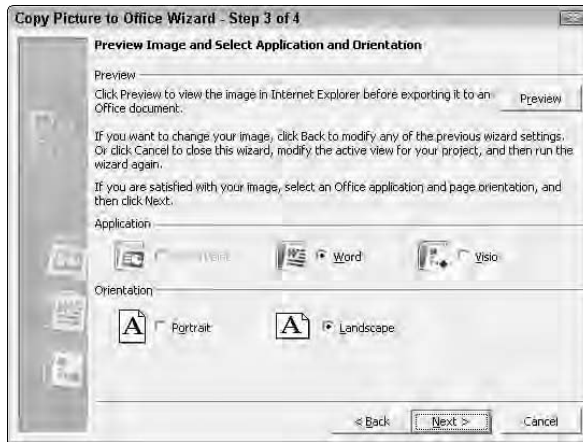 Copy Picture to Office Wizard - Step 3 of 4
Preview Image and Select Application and Orientation
Preview
Click Preview to view the image in Internet Explorer before exporting it to an
Office document.
Preview
If you want to change your image, click Back to modify any of the previous wizard settings.
Or click Cancel to close this wizard, modify the active view for your project, and then run the
wizard again.
If you are satisfied with your image, select an Office application and page orientation, and
then click Next.
Application
Word
Visio
Orientation
A Portrait
A Landscape
< Back
Next >
Cancel